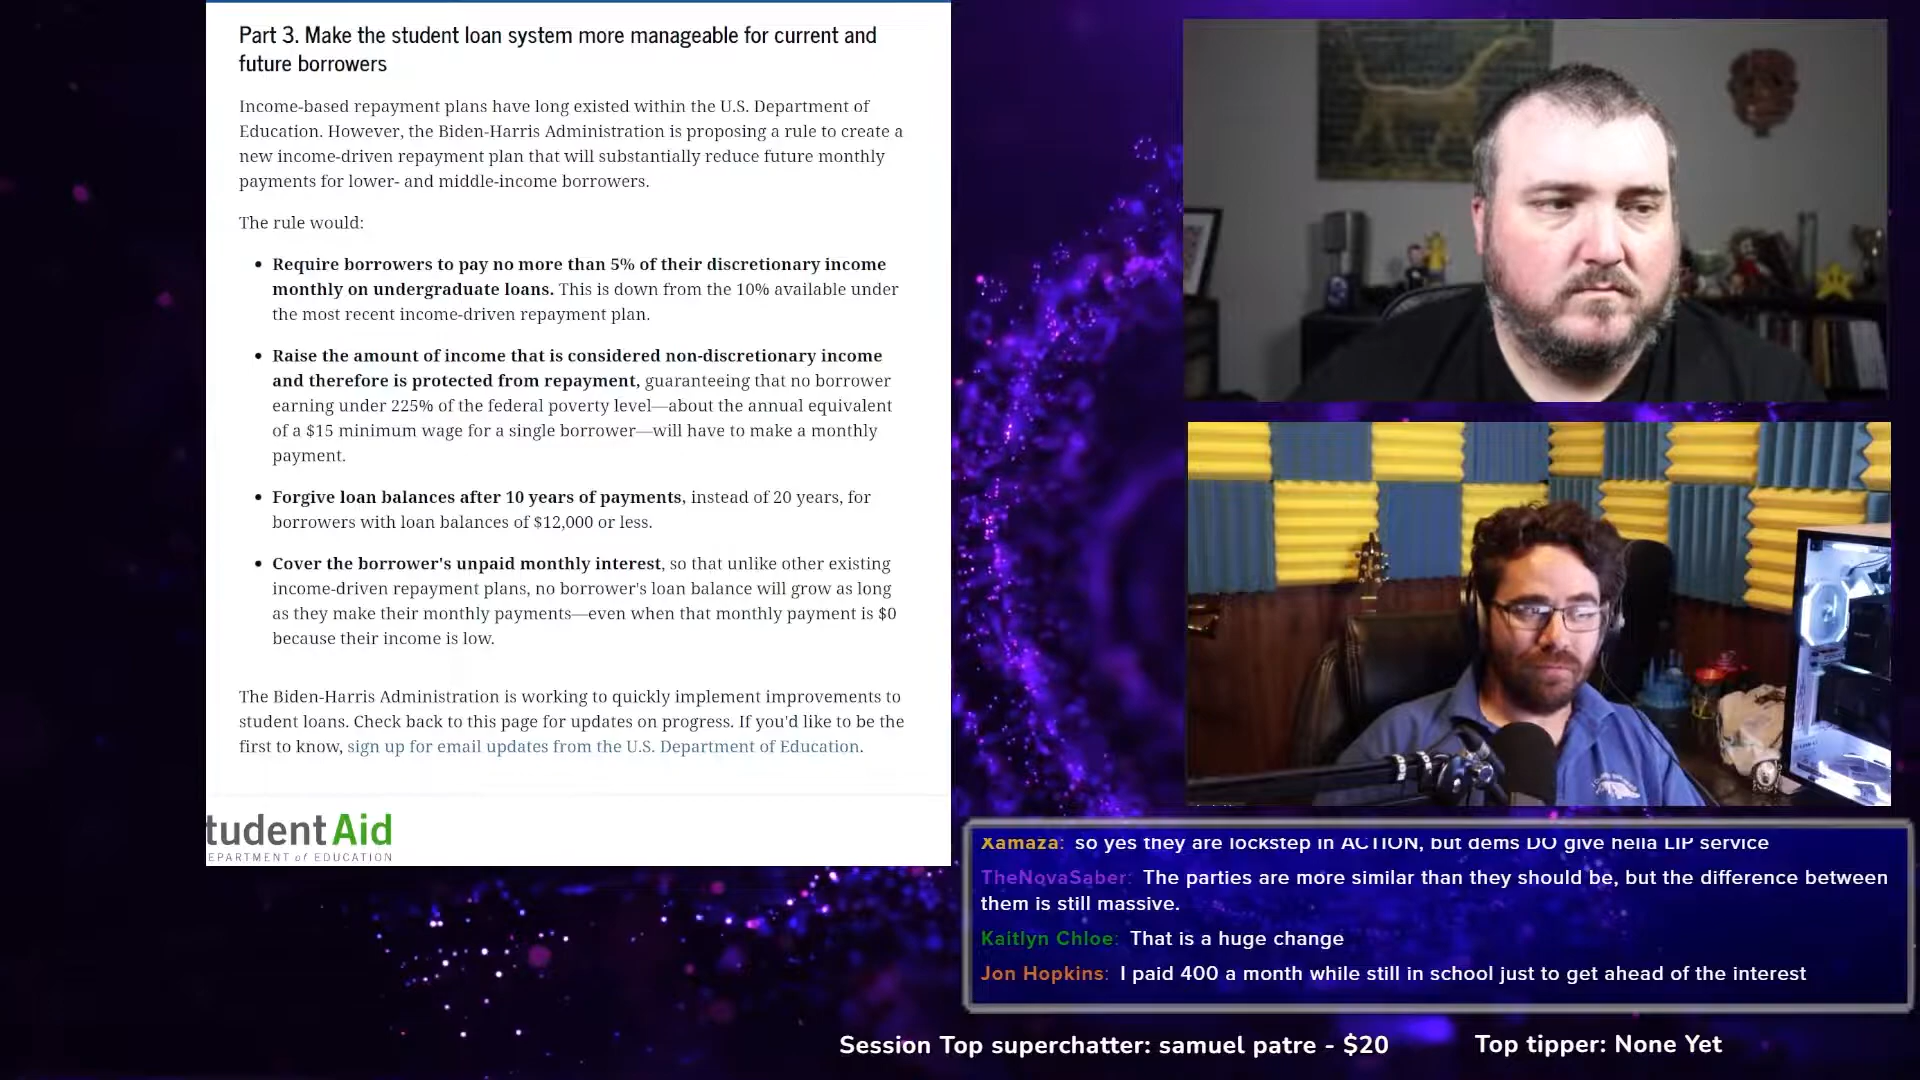 Part 3. Make the student loan system more manageable for current and
future borrowers
Income-based repayment plans have long existed within the U.S. Department of
Education. However, the Biden-Harris Administration is proposing a rule to create a
new income-driven repayment plan that will substantially reduce future monthly
payments for lower- and middle-income borrowers.
The rule would:
• Require borrowers to pay no more than 5% of their discretionary income
monthly on undergraduate loans. This is down from the 10% available under
the most recent income-driven repayment plan.
• Raise the amount of income that is considered non-discretionary income
and therefore is protected from repayment, guaranteeing that no borrower
earning under 225% of the federal poverty level—about the annual equivalent
of a $15 minimum wage for a single borrower—will have to make a monthly
payment.
• Forgive loan balances after 10 years of payments, instead of 20 years, for
borrowers with loan balances of $12,000 or less.
• Cover the borrower's unpaid monthly interest, so that unlike other existing
income-driven repayment plans, no borrower's loan balance will grow as long
as they make their monthly payments—even when that monthly payment is $0
because their income is low.
The Biden-Harris Administration is working to quickly implement improvements to
student loans. Check back to this page for updates on progress. If you'd like to be the
first to know, sign up for email updates from the U.S. Department of Education.
tudentAid
EPARTMENT of EDUCATION
Xamaza: so yes they are lockstep in ACTION, but dems DO give hella LIP service
TheNovaSaber: The parties are more similar than they should be, but the difference between
them is still massive.
Kaitlyn Chloe: That is a huge change
Jon Hopkins: I paid 400 a month while still in school just to get ahead of the interest
Session Top superchatter: samuel patre - $20
Top tipper: None Yet